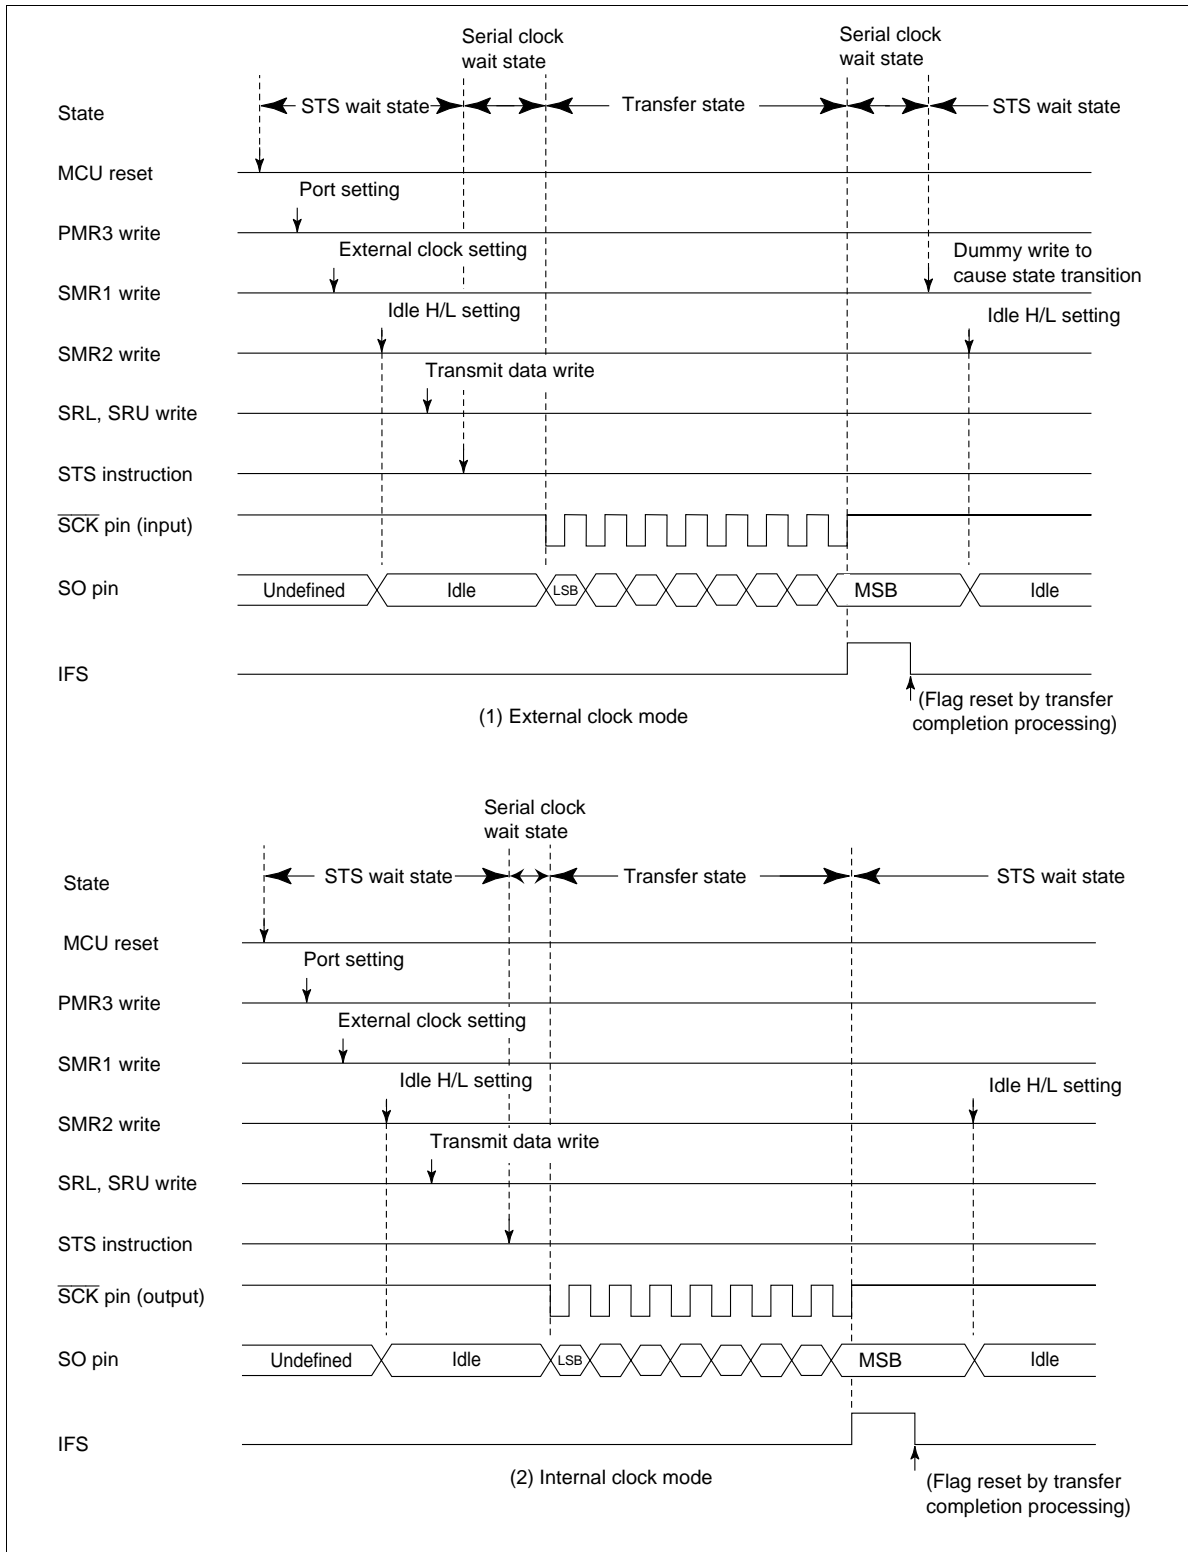 Serial clock
wait state
Serial clock
wait state
State
STS wait state
Transfer state
STS wait state
MCU reset
Port setting
PMR3 write
External clock setting
Dummy write to
cause state transition
SMR1 write
Idle H/L setting
Idle H/L setting
SMR2 write
Transmit data write
SRL, SRU write
STS instruction
SCK pin (input)
SO pin
Undefined
Idle
LSB
MSB
Idle
IFS
(Flag reset by transfer
completion processing)
(1) External clock mode
Serial clock
wait state
State
STS wait state
Transfer state
STS wait state
MCU reset
Port setting
PMR3 write
External clock setting
SMR1 write
Idle H/L setting
Idle H/L setting
SMR2 write
Transmit data write
SRL, SRU write
STS instruction
SCK pin (output)
SO pin
Undefined
Idle
LSB
MSB
Idle
IFS
(2) Internal clock mode
(Flag reset by transfer
completion processing)